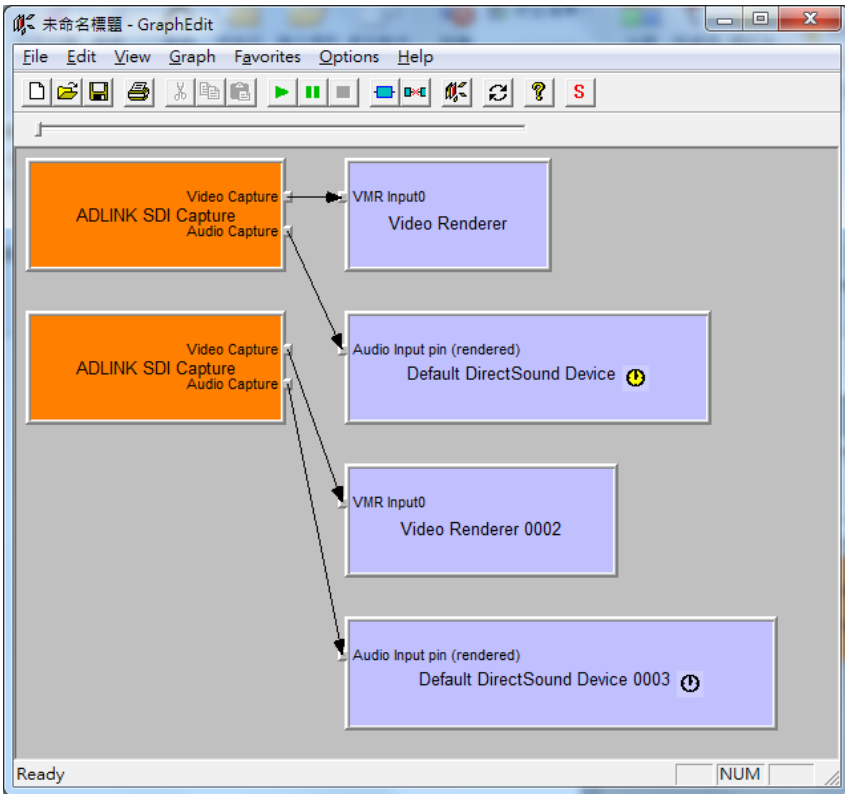 未命名標題 - GraphEdit
File Edit View Graph Favorites Options Help
S
Video Capture
ADLINK SDI Capture
Audio Capture
VMR Input0
Video Renderer
Video Capture
ADLINK SDI Capture
Audio Capture
Audio Input pin (rendered)
Default DirectSound Device
VMR Input0
Video Renderer 0002
Audio Input pin (rendered)
Default DirectSound Device 0003
Ready NUM